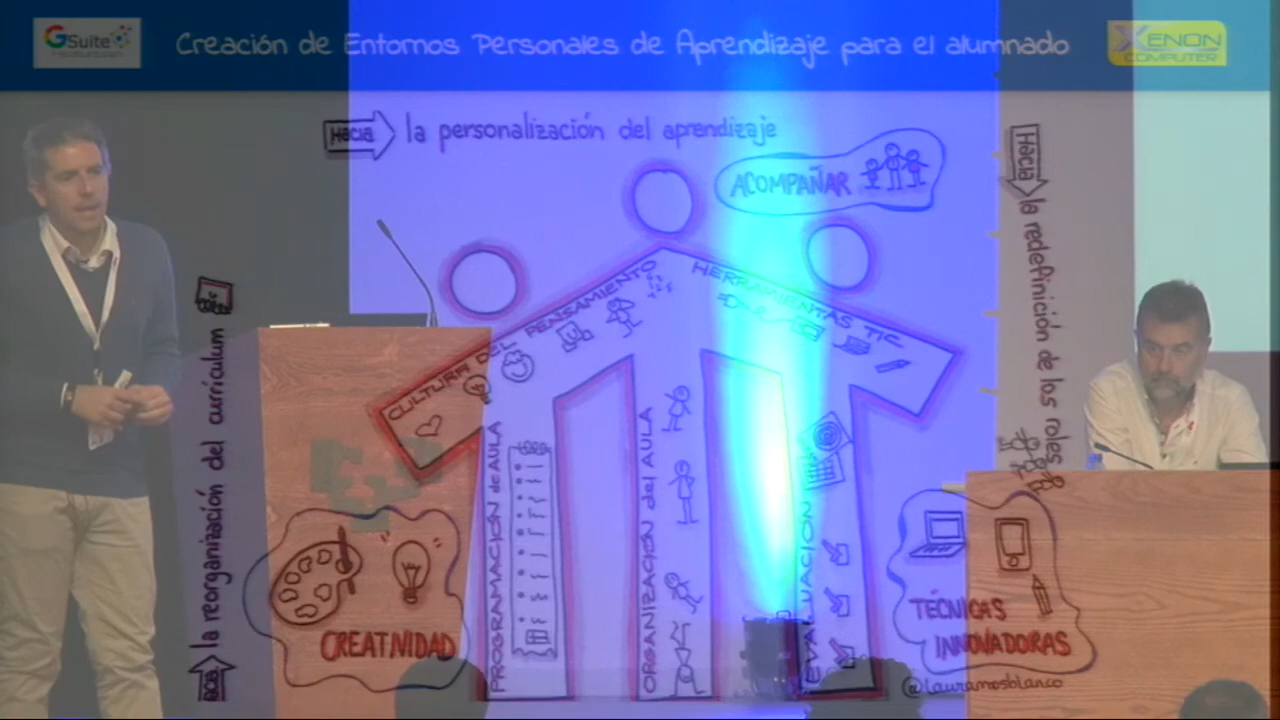 GSuite
Creación de Entornos Personales de Aprendizaje para el alumnado
XENON
COMPUTER
Hacia la personalización del aprendizaje
ACOMPAÑAR
Hacia la redefinición de los roles
CULTURA DEL PENSAMIENTO
HERRAMIENTAS TIC
la reorganización del currículum
PROGRAMACIÓN de AULA
ORGANIZACIÓN del AULA
EVALUACIÓN
CREATIVIDAD
TÉCNICAS
INNOVADORAS
@lauramosblanco